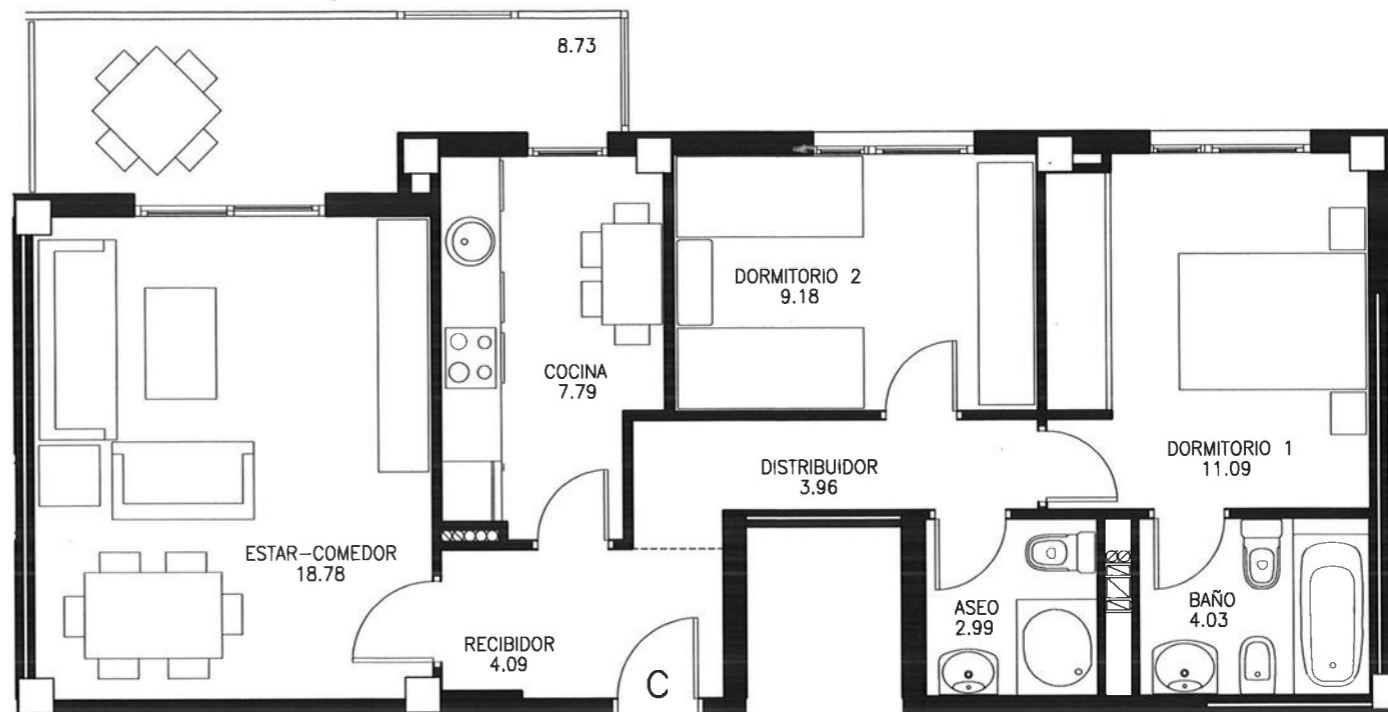 8.73
DORMITORIO 2
9.18
COCINA
7.79
DORMITORIO 1
11.09
DISTRIBUIDOR
3.96
ESTAR-COMEDOR
18.78
ASEO
2.99
BAÑO
4.03
RECIBIDOR
4.09
C